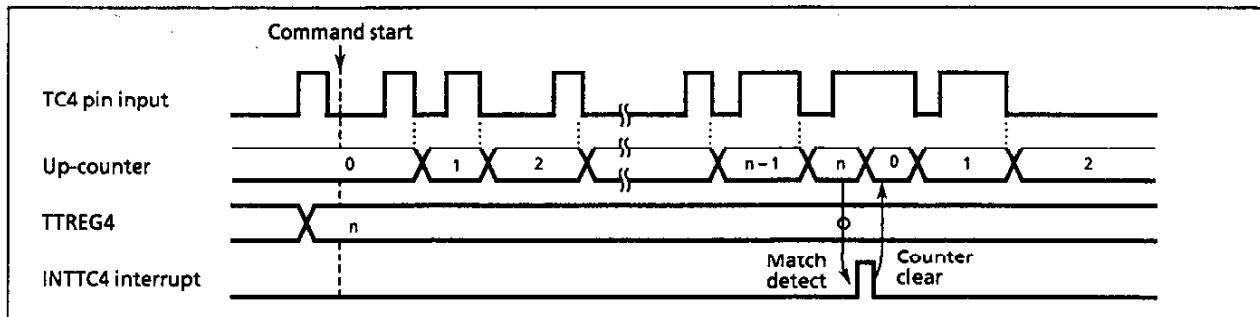 Command start
TC4 pin input
Up-counter 0 1 2 n–1 n 0 1 2
TTREG4 n
Match detect
Counter clear
INTTC4 interrupt